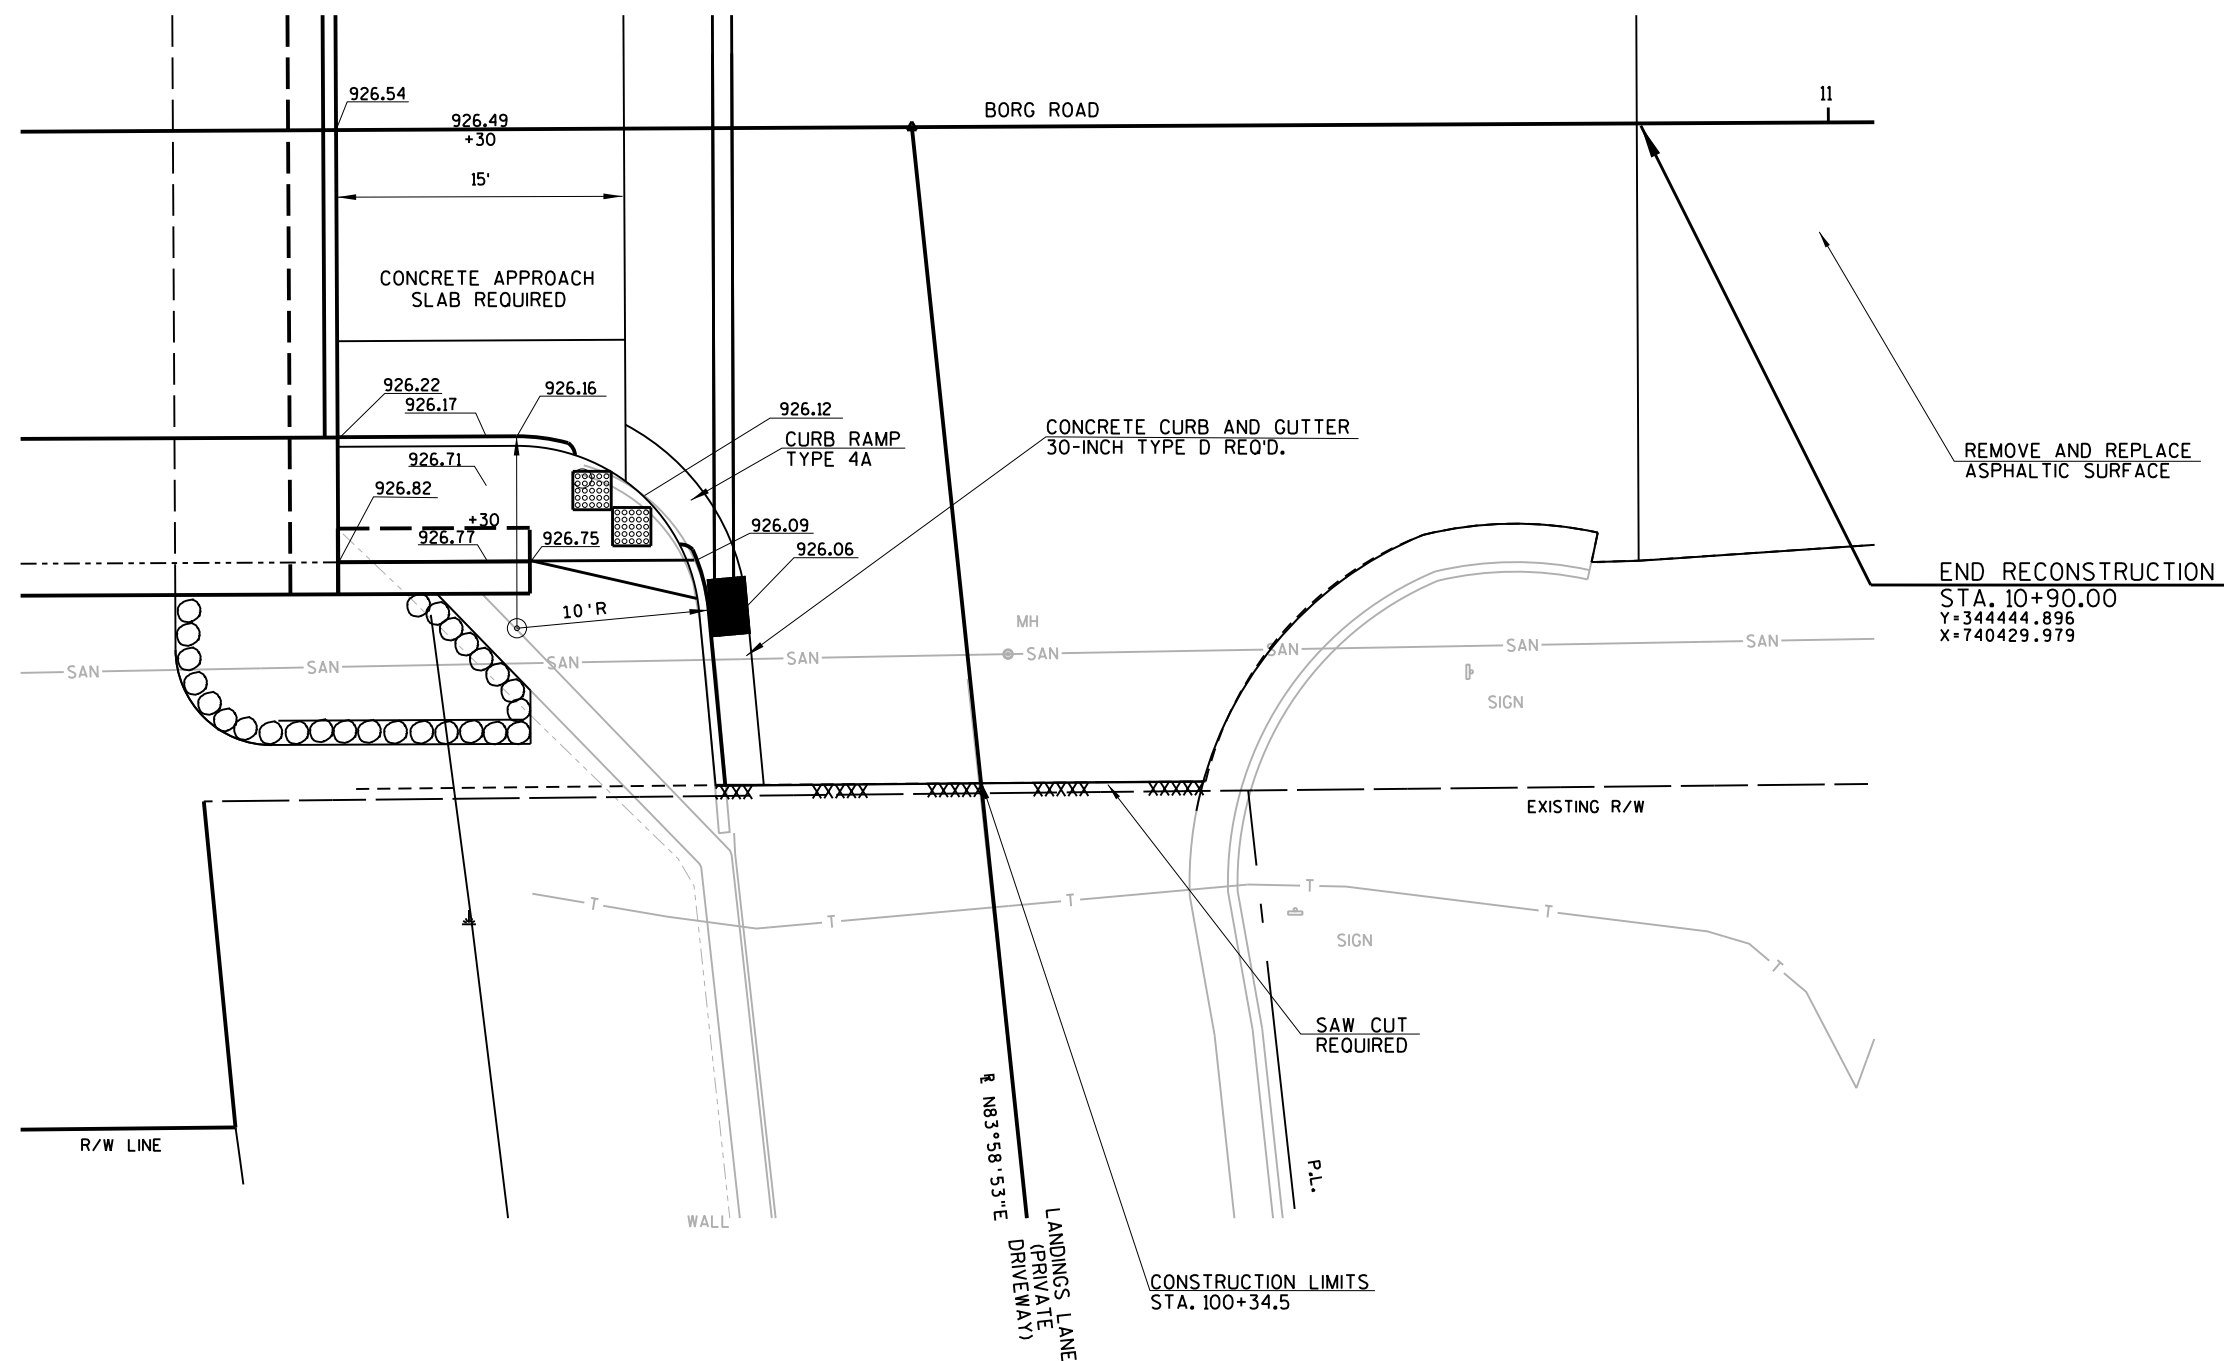 926.54
926.49
+30
15'
BORG ROAD
11
CONCRETE APPROACH
SLAB REQUIRED
926.22
926.17
926.16
926.12
CURB RAMP
TYPE 4A
CONCRETE CURB AND GUTTER
30-INCH TYPE D REQ'D.
REMOVE AND REPLACE
ASPHALTIC SURFACE
926.71
926.82
+30
926.77
926.75
926.09
926.06
10'R
END RECONSTRUCTION
STA. 10+90.00
Y=344444.896
X=740429.979
MH
SAN
SAN
SAN
SAN
SAN
SAN
SAN
SAN
SIGN
EXISTING R/W
T
T
T
T
T
T
SIGN
SAW CUT
REQUIRED
R/W LINE
WALL
N83°58'53"E
LANDINGS LANE
(PRIVATE
DRIVEWAY)
P.L.
CONSTRUCTION LIMITS
STA. 100+34.5